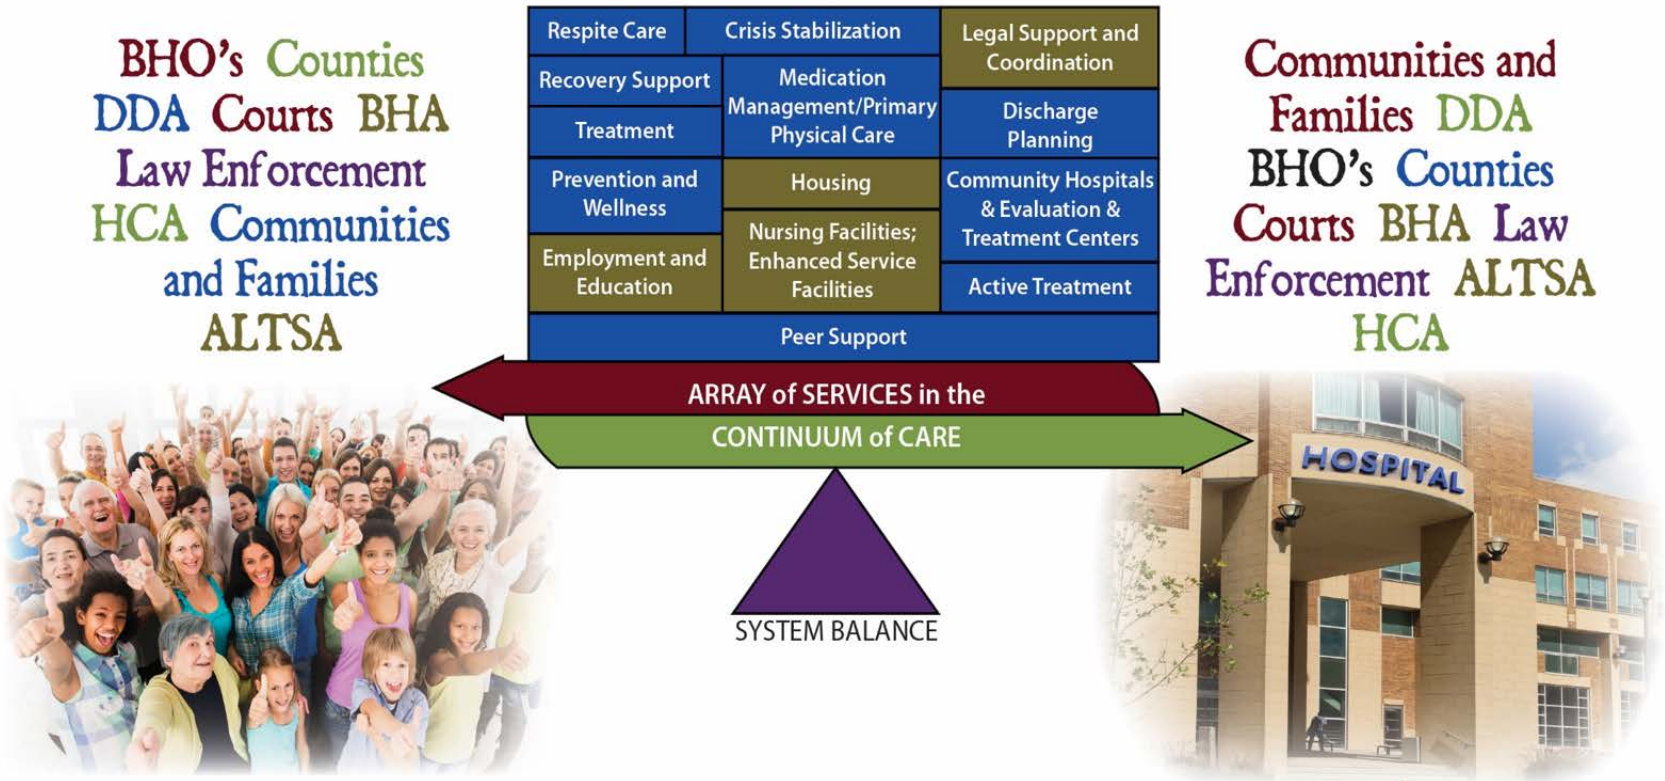 BHO's Counties
DDA Courts BHA
Law Enforcement
HCA Communities
and Families
ALTSA
Respite Care
Crisis Stabilization
Legal Support and
Coordination
Recovery Support
Medication
Management/Primary
Physical Care
Treatment
Discharge
Planning
Prevention and
Wellness
Housing
Community Hospitals
& Evaluation &
Treatment Centers
Employment and
Education
Nursing Facilities;
Enhanced Service
Facilities
Active Treatment
Peer Support
ARRAY of SERVICES in the
CONTINUUM of CARE
SYSTEM BALANCE
Communities and
Families DDA
BHO's Counties
Courts BHA Law
Enforcement ALTSA
HCA
HOSPITAL